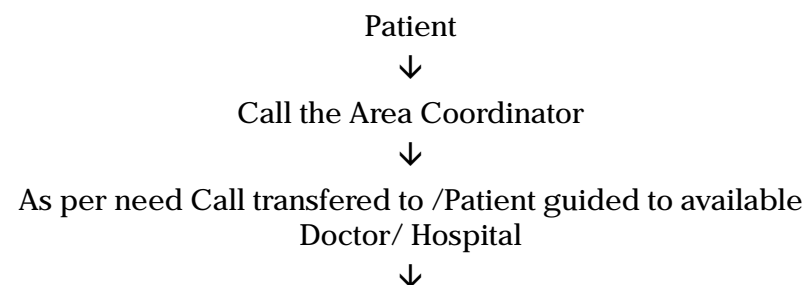 Patient
↓
Call the Area Coordinator
↓
As per need Call transfered to /Patient guided to available
Doctor/ Hospital
↓